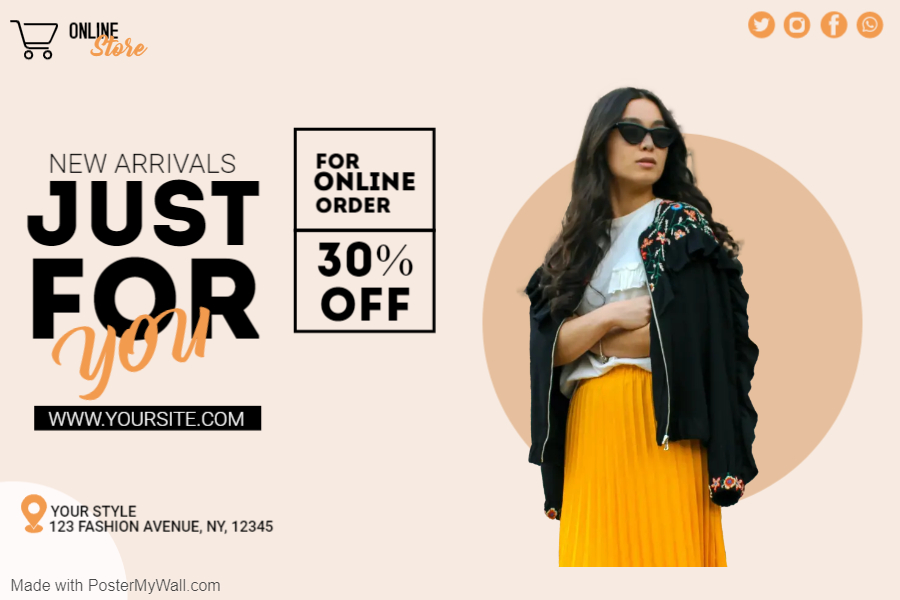 ONLINE
Store
NEW ARRIVALS
JUST
FOR
you
WWW.YOURSITE.COM
FOR
ONLINE
ORDER
30%
OFF
YOUR STYLE
123 FASHION AVENUE, NY, 12345
Made with PosterMyWall.com